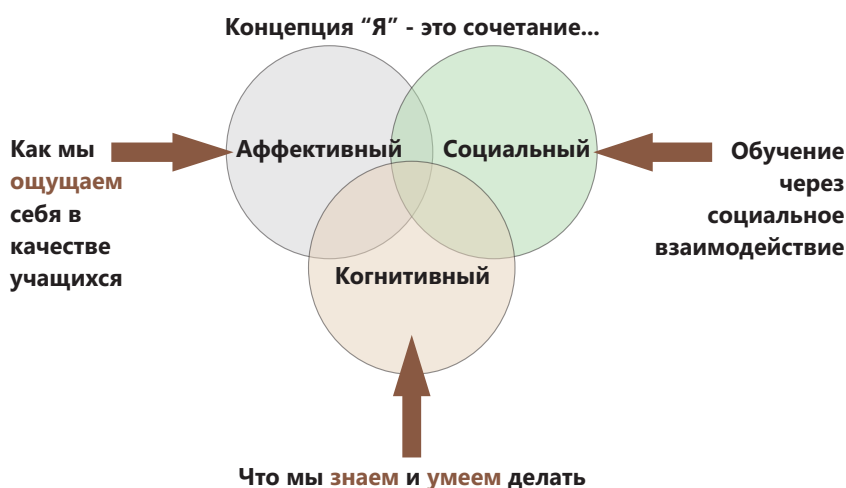 Концепция “Я” - это сочетание...
Аффективный
Социальный
Когнитивный
Как мы
ощущаем
себя в
качестве
учащихся
Обучение
через
социальное
взаимодействие
Что мы знаем и умеем делать